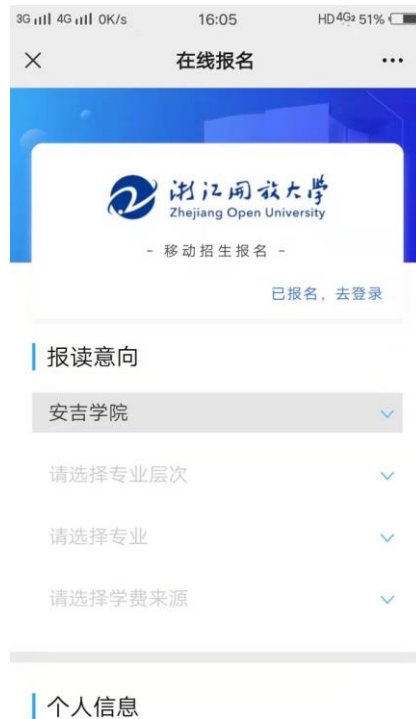 3G 4G 0K/s 16:05 HD 4G 51%
在线报名
浙江开放大学
Zhejiang Open University
- 移动招生报名 -
已报名，去登录
报读意向
安吉学院
请选择专业层次
请选择专业
请选择学费来源
个人信息